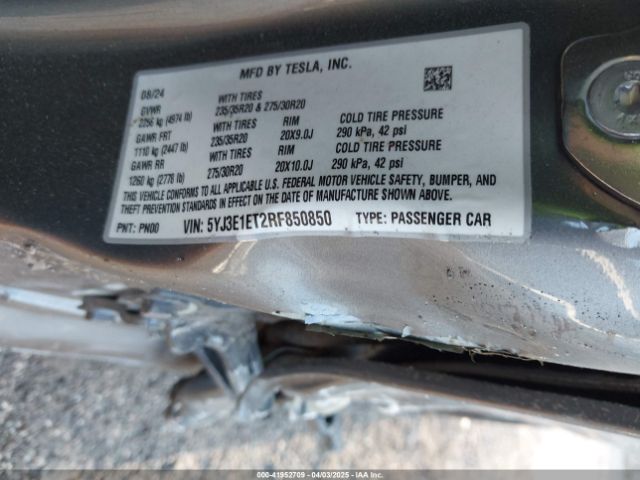 MFD BY TESLA, INC.
08/24
GVWR WITH TIRES
2256 kg (4974 lb) 235/35R20 & 275/30R20
GAWR FRT WITH TIRES RIM COLD TIRE PRESSURE
1110 kg (2447 lb) 235/35R20 20X9.0J 290 kPa, 42 psi
GAWR RR WITH TIRES RIM COLD TIRE PRESSURE
1260 kg (2778 lb) 275/30R20 20X10.0J 290 kPa, 42 psi
THIS VEHICLE CONFORMS TO ALL APPLICABLE U.S. FEDERAL MOTOR VEHICLE SAFETY, BUMPER, AND
THEFT PREVENTION STANDARDS IN EFFECT ON THE DATE OF MANUFACTURE SHOWN ABOVE.
PNT: PN00 VIN: 5YJ3E1ET2RF850850 TYPE: PASSENGER CAR
000-41952709 - 04/03/2025 - IAA Inc.